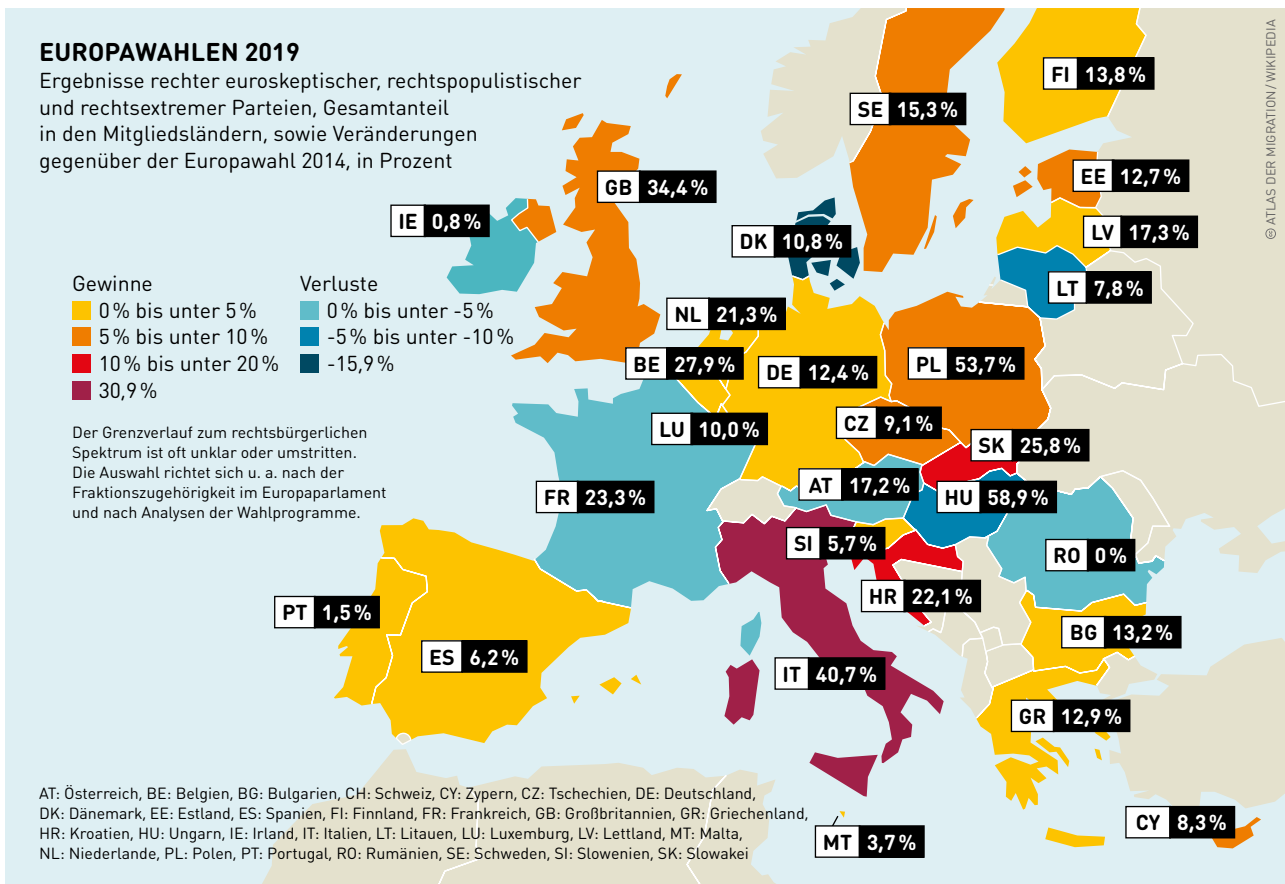 EUROPAWAHLEN 2019
Ergebnisse rechter euroskeptischer, rechtspopulistischer
und rechtsextremer Parteien, Gesamtanteil
in den Mitgliedsländern, sowie Veränderungen
gegenüber der Europawahl 2014, in Prozent
© ATLAS DER MIGRATION / WIKIPEDIA
FI 13,8 %
SE 15,3 %
EE 12,7 %
GB 34,4 %
IE 0,8 %
LV 17,3 %
DK 10,8 %
LT 7,8 %
Gewinne
0 % bis unter 5 %
5 % bis unter 10 %
10 % bis unter 20 %
30,9 %
Verluste
0 % bis unter -5 %
-5 % bis unter -10 %
-15,9 %
NL 21,3 %
BE 27,9 %
DE 12,4 %
PL 53,7 %
LU 10,0 %
CZ 9,1 %
SK 25,8 %
Der Grenzverlauf zum rechtsbürgerlichen
Spektrum ist oft unklar oder umstritten.
Die Auswahl richtet sich u. a. nach der
Fraktionszugehörigkeit im Europaparlament
und nach Analysen der Wahlprogramme.
FR 23,3 %
AT 17,2 %
HU 58,9 %
SI 5,7 %
RO 0 %
HR 22,1 %
PT 1,5 %
BG 13,2 %
ES 6,2 %
IT 40,7 %
GR 12,9 %
CY 8,3 %
MT 3,7 %
AT: Österreich, BE: Belgien, BG: Bulgarien, CH: Schweiz, CY: Zypern, CZ: Tschechien, DE: Deutschland,
DK: Dänemark, EE: Estland, ES: Spanien, FI: Finnland, FR: Frankreich, GB: Großbritannien, GR: Griechenland,
HR: Kroatien, HU: Ungarn, IE: Irland, IT: Italien, LT: Litauen, LU: Luxemburg, LV: Lettland, MT: Malta,
NL: Niederlande, PL: Polen, PT: Portugal, RO: Rumänien, SE: Schweden, SI: Slowenien, SK: Slowakei